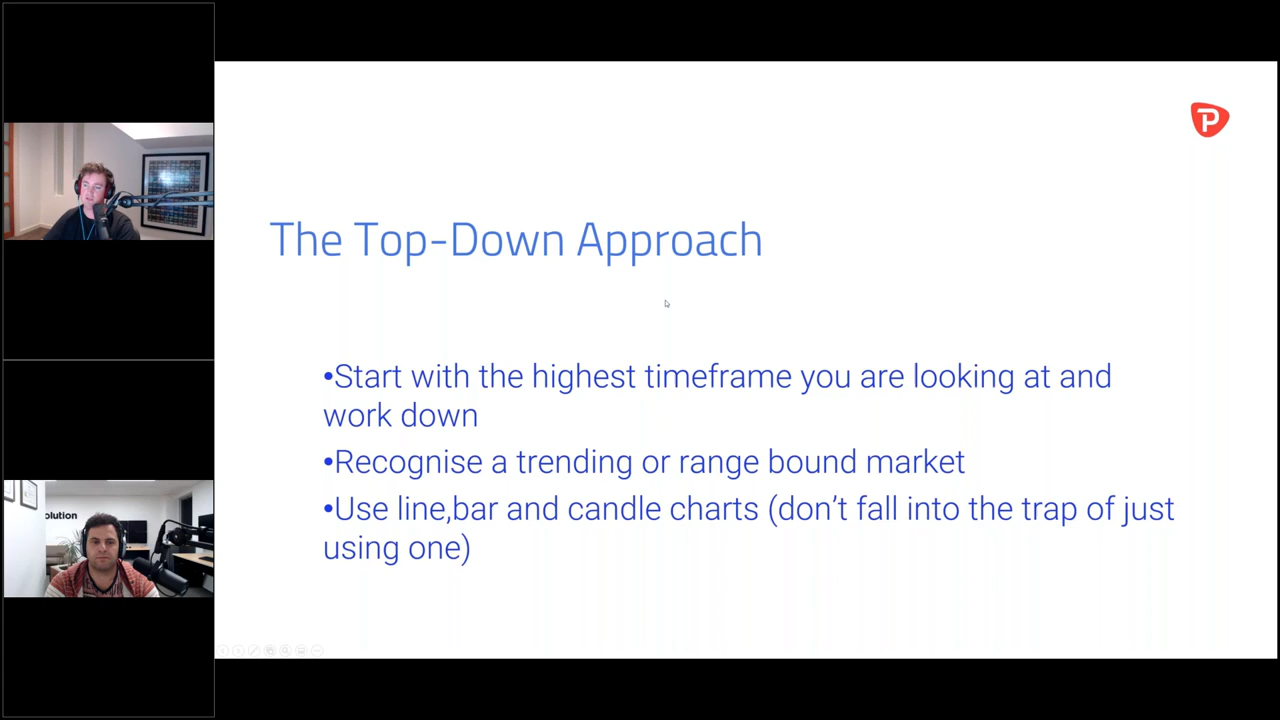 The Top-Down Approach
•Start with the highest timeframe you are looking at and
work down
•Recognise a trending or range bound market
•Use line,bar and candle charts (don’t fall into the trap of just
using one)
olution
P